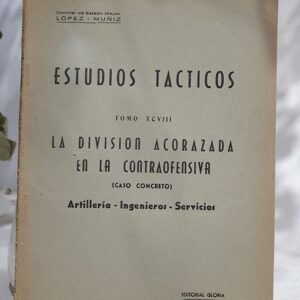 Coronel de Estado Mayor
LOPEZ - MUÑIZ
ESTUDIOS TACTICOS
TOMO XCVIII
LA DIVISION ACORAZADA
EN LA CONTRAOFENSIVA
(CASO CONCRETO)
Artillería - Ingenieros - Servicios
EDITORIAL GLORIA